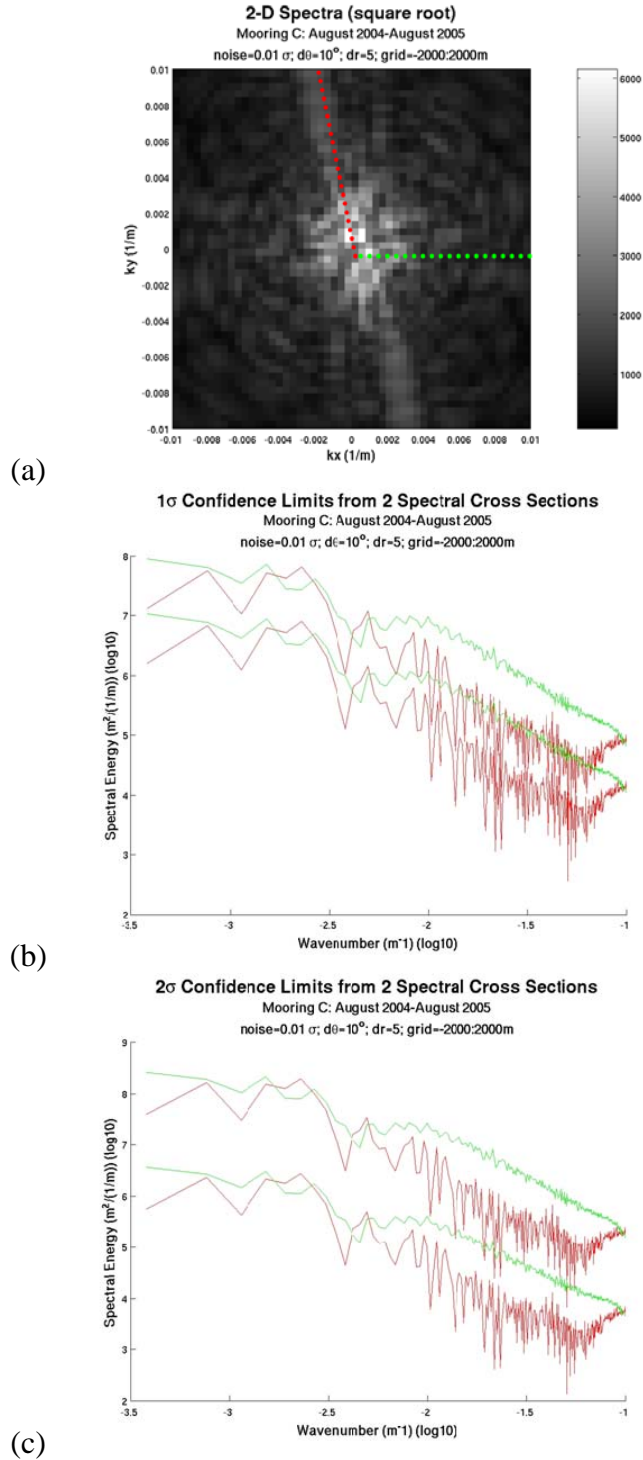 2-D Spectra (square root)
Mooring C: August 2004-August 2005
noise=0.01 σ; dθ=10°; dr=5; grid=-2000:2000m
0.01
0.008
0.006
0.004
0.002
0
-0.002
-0.004
-0.006
-0.008
-0.01
ky (1/m)
-0.01 -0.008 -0.006 -0.004 -0.002 0 0.002 0.004 0.006 0.008 0.01
kx (1/m)
6000
5000
4000
3000
2000
1000
(a)
1σ Confidence Limits from 2 Spectral Cross Sections
Mooring C: August 2004-August 2005
noise=0.01 σ; dθ=10°; dr=5; grid=-2000:2000m
8
7
6
5
4
3
2
Spectral Energy (m²/(1/m)) (log10)
-3.5 -3 -2.5 -2 -1.5 -1
Wavenumber (m⁻¹) (log10)
(b)
2σ Confidence Limits from 2 Spectral Cross Sections
Mooring C: August 2004-August 2005
noise=0.01 σ; dθ=10°; dr=5; grid=-2000:2000m
9
8
7
6
5
4
3
2
Spectral Energy (m²/(1/m)) (log10)
-3.5 -3 -2.5 -2 -1.5 -1
Wavenumber (m⁻¹) (log10)
(c)